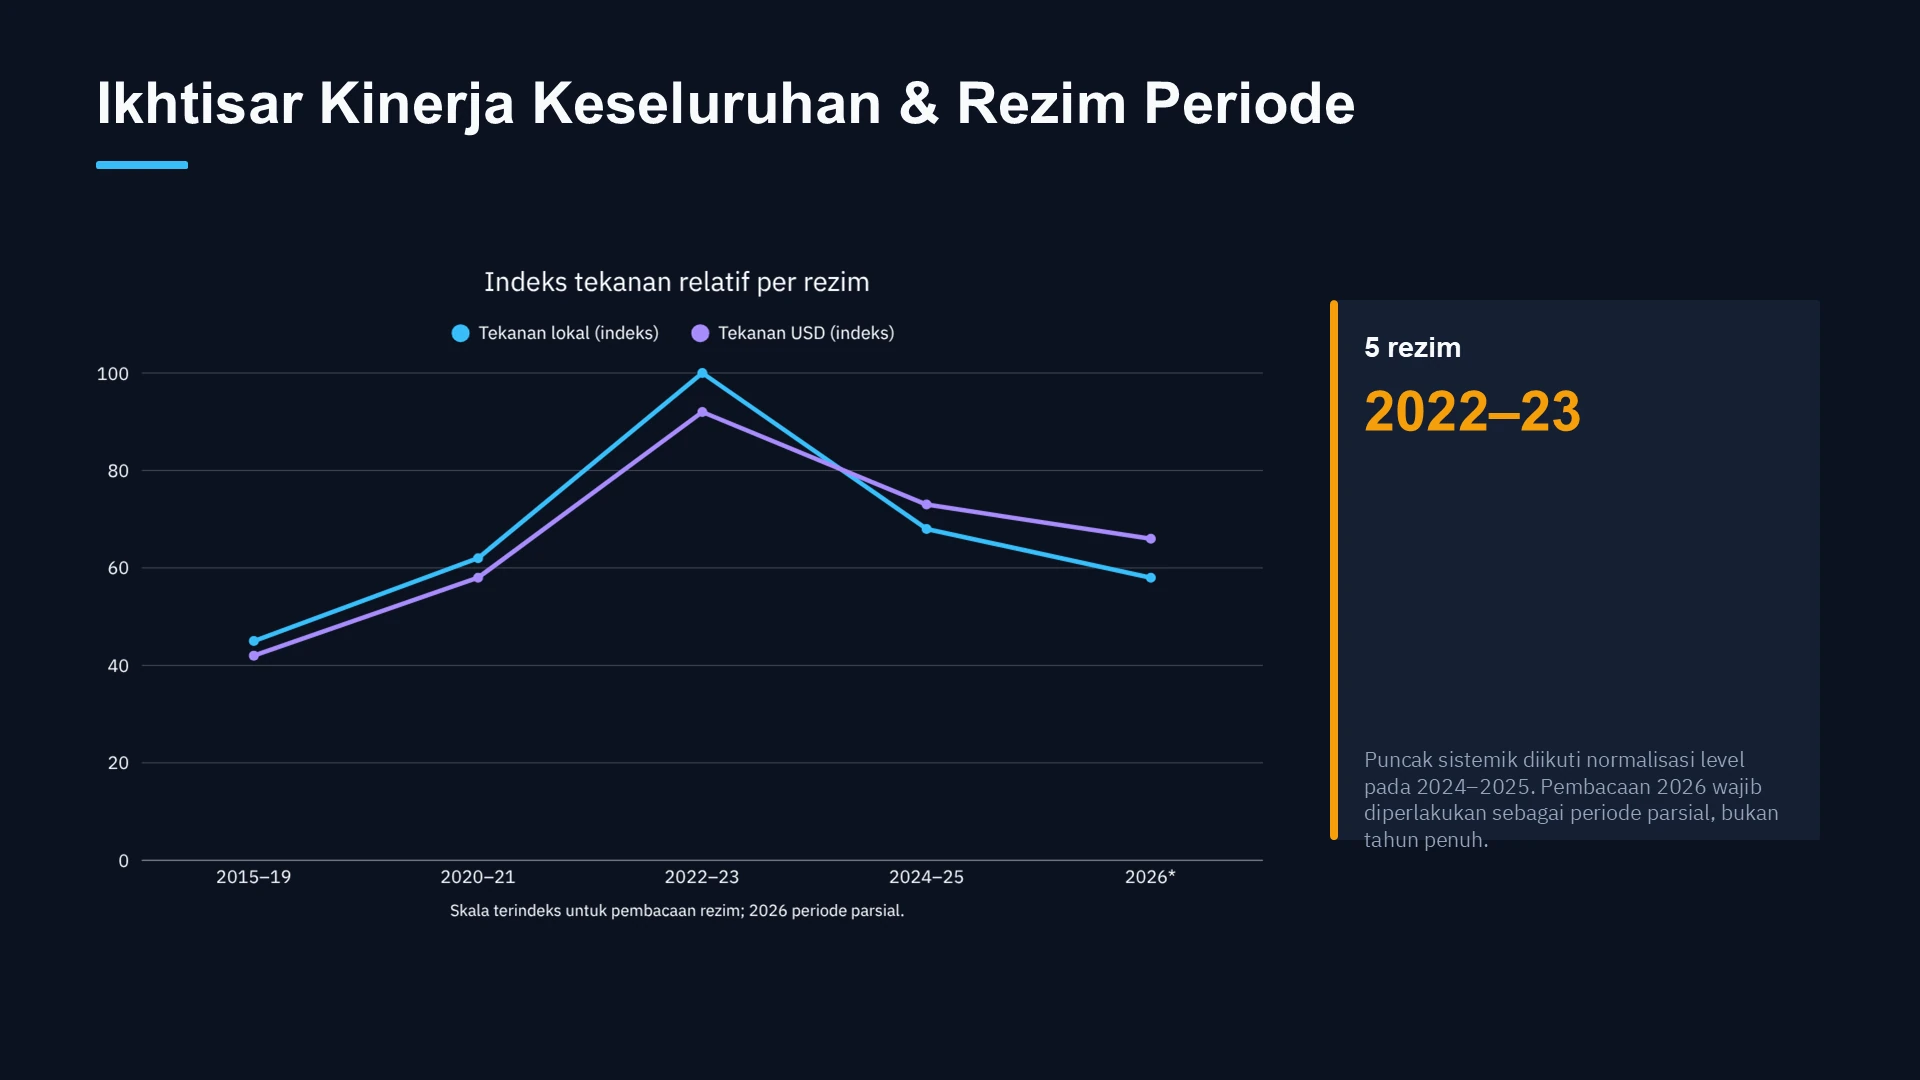 Ikhtisar Kinerja Keseluruhan & Rezim Periode
Indeks tekanan relatif per rezim
Tekanan lokal (indeks)
Tekanan USD (indeks)
100
80
60
40
20
0
2015–19
2020–21
2022–23
2024–25
2026*
Skala terindeks untuk pembacaan rezim; 2026 periode parsial.
5 rezim
2022–23
Puncak sistemik diikuti normalisasi level
pada 2024–2025. Pembacaan 2026 wajib
diperlakukan sebagai periode parsial, bukan
tahun penuh.